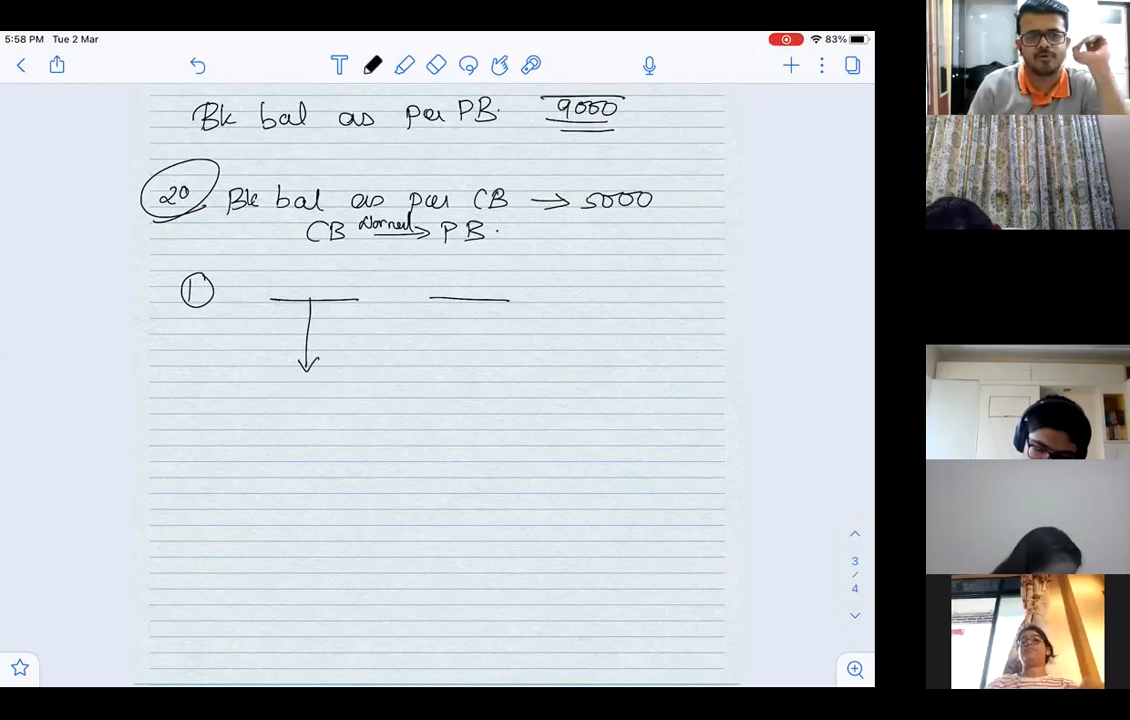 5:58 PM Tue 2 Mar
83%
T
Bk bal as per PB. 9000
20 Bk bal as per CB → 5000
CB Normal → PB.
1
3
/
4